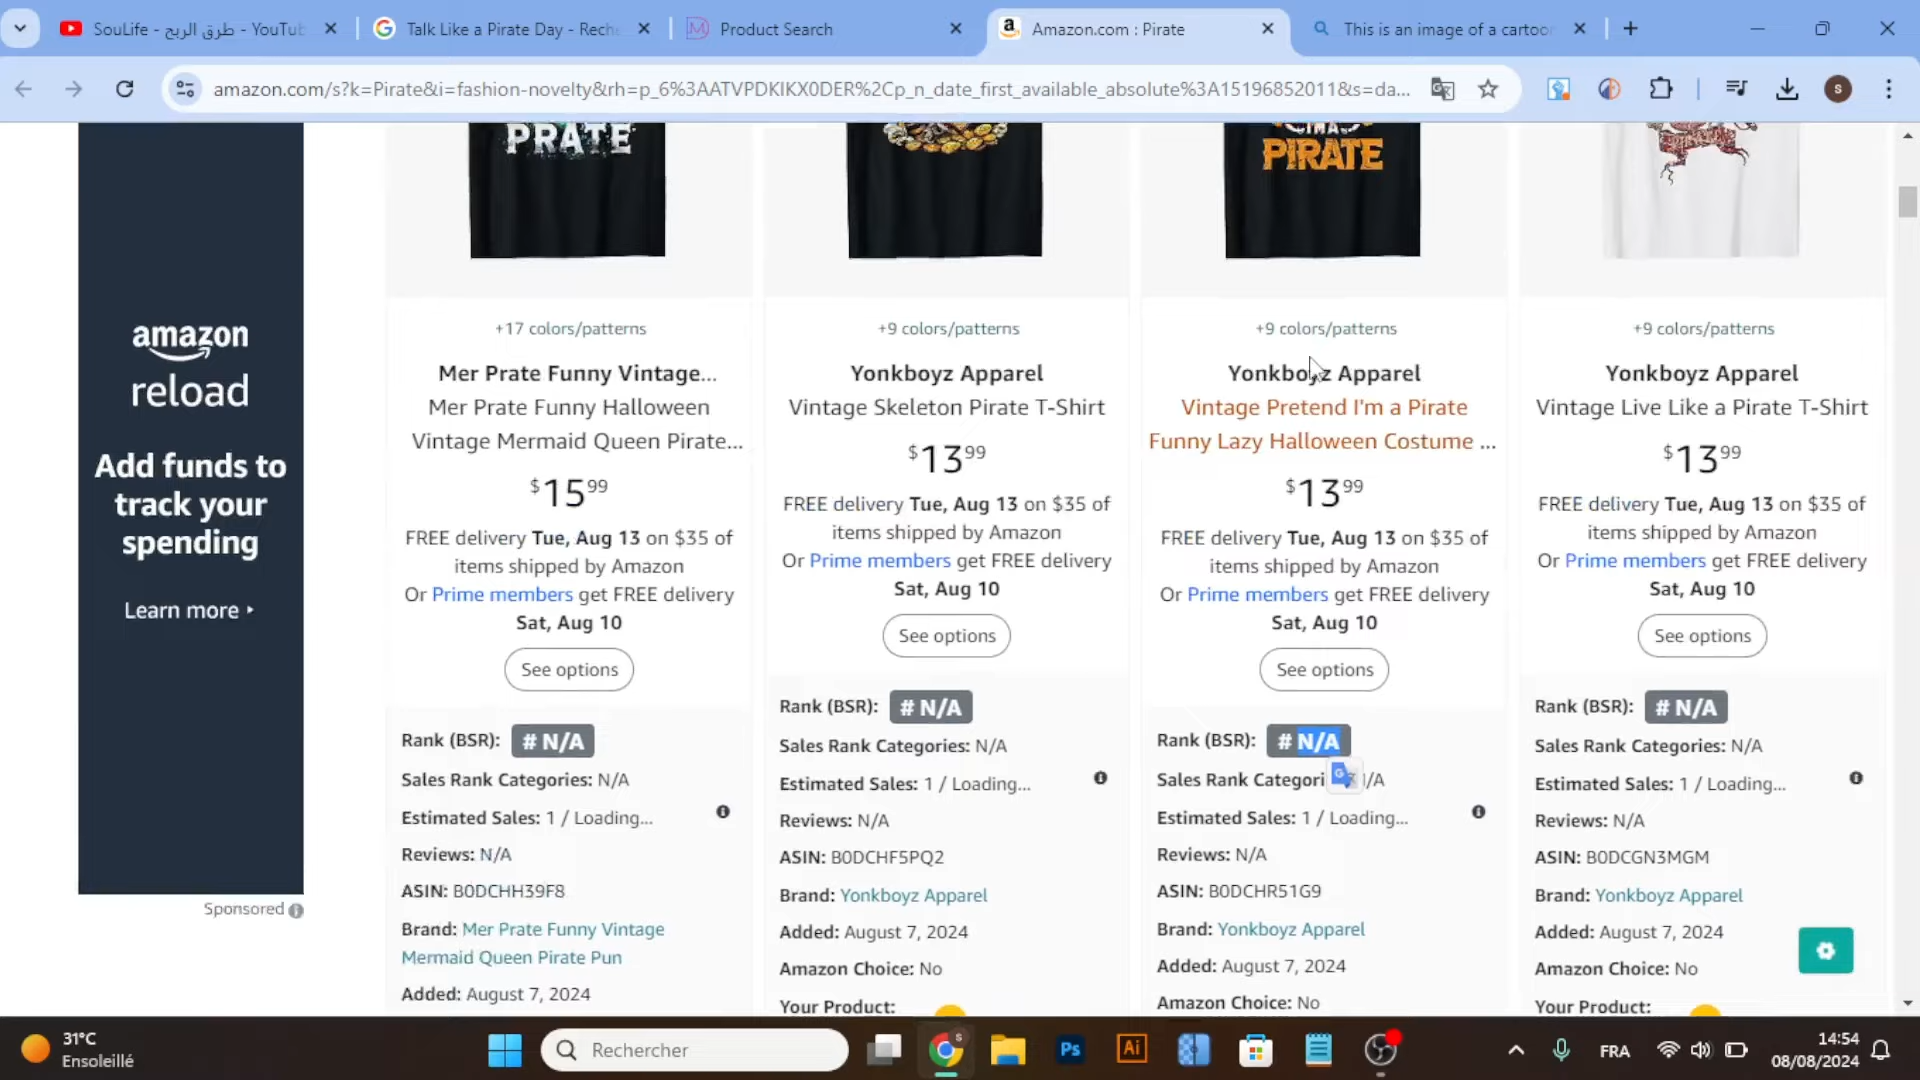 SouLife - طرق الربح - YouTub
Talk Like a Pirate Day - Rech
Product Search
Amazon.com : Pirate
This is an image of a cartoon
amazon.com/s?k=Pirate&i=fashion-novelty&rh=p_6%3AATVPDKIKX0DER%2Cp_n_date_first_available_absolute%3A15196852011&s=da...
s
PRATE
I'M A
PIRATE
amazon
reload
Add funds to
track your
spending
Learn more
Sponsored
+17 colors/patterns
Mer Prate Funny Vintage...
Mer Prate Funny Halloween
Vintage Mermaid Queen Pirate...
$15.99
FREE delivery Tue, Aug 13 on $35 of
items shipped by Amazon
Or Prime members get FREE delivery
Sat, Aug 10
See options
Rank (BSR): # N/A
Sales Rank Categories: N/A
Estimated Sales: 1 / Loading...
Reviews: N/A
ASIN: B0DCHH39F8
Brand: Mer Prate Funny Vintage
Mermaid Queen Pirate Pun
Added: August 7, 2024
+9 colors/patterns
Yonkboyz Apparel
Vintage Skeleton Pirate T-Shirt
$13.99
FREE delivery Tue, Aug 13 on $35 of
items shipped by Amazon
Or Prime members get FREE delivery
Sat, Aug 10
See options
Rank (BSR): # N/A
Sales Rank Categories: N/A
Estimated Sales: 1 / Loading...
Reviews: N/A
ASIN: B0DCHF5PQ2
Brand: Yonkboyz Apparel
Added: August 7, 2024
Amazon Choice: No
Your Product:
+9 colors/patterns
Yonkboyz Apparel
Vintage Pretend I'm a Pirate
Funny Lazy Halloween Costume ...
$13.99
FREE delivery Tue, Aug 13 on $35 of
items shipped by Amazon
Or Prime members get FREE delivery
Sat, Aug 10
See options
Rank (BSR): # N/A
Sales Rank Categori /A
Estimated Sales: 1 / Loading...
Reviews: N/A
ASIN: B0DCHR51G9
Brand: Yonkboyz Apparel
Added: August 7, 2024
Amazon Choice: No
+9 colors/patterns
Yonkboyz Apparel
Vintage Live Like a Pirate T-Shirt
$13.99
FREE delivery Tue, Aug 13 on $35 of
items shipped by Amazon
Or Prime members get FREE delivery
Sat, Aug 10
See options
Rank (BSR): # N/A
Sales Rank Categories: N/A
Estimated Sales: 1 / Loading...
Reviews: N/A
ASIN: B0DCGN3MGM
Brand: Yonkboyz Apparel
Added: August 7, 2024
Amazon Choice: No
Your Product:
31°C
Ensoleillé
Rechercher
Ps
Ai
FRA
14:54
08/08/2024